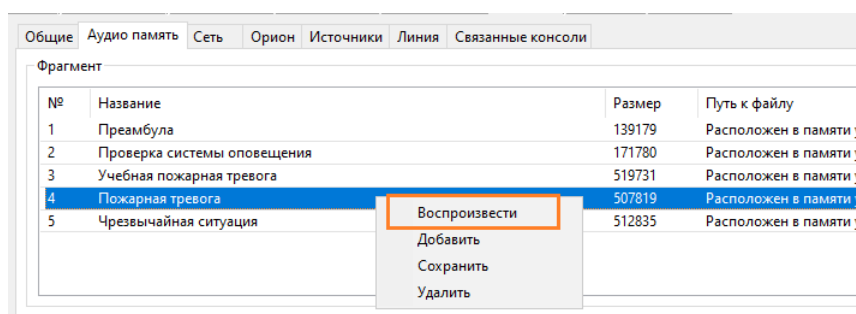 Общие Аудио память Сеть Орион Источники Линия Связанные консоли
Фрагмент
№ Название Размер Путь к файлу
1 Преамбула 139179 Расположен в памяти
2 Проверка системы оповещения 171780 Расположен в памяти
3 Учебная пожарная тревога 519731 Расположен в памяти
4 Пожарная тревога 507819 Расположен в памяти
5 Чрезвычайная ситуация 512835 Расположен в памяти
Воспроизвести
Добавить
Сохранить
Удалить